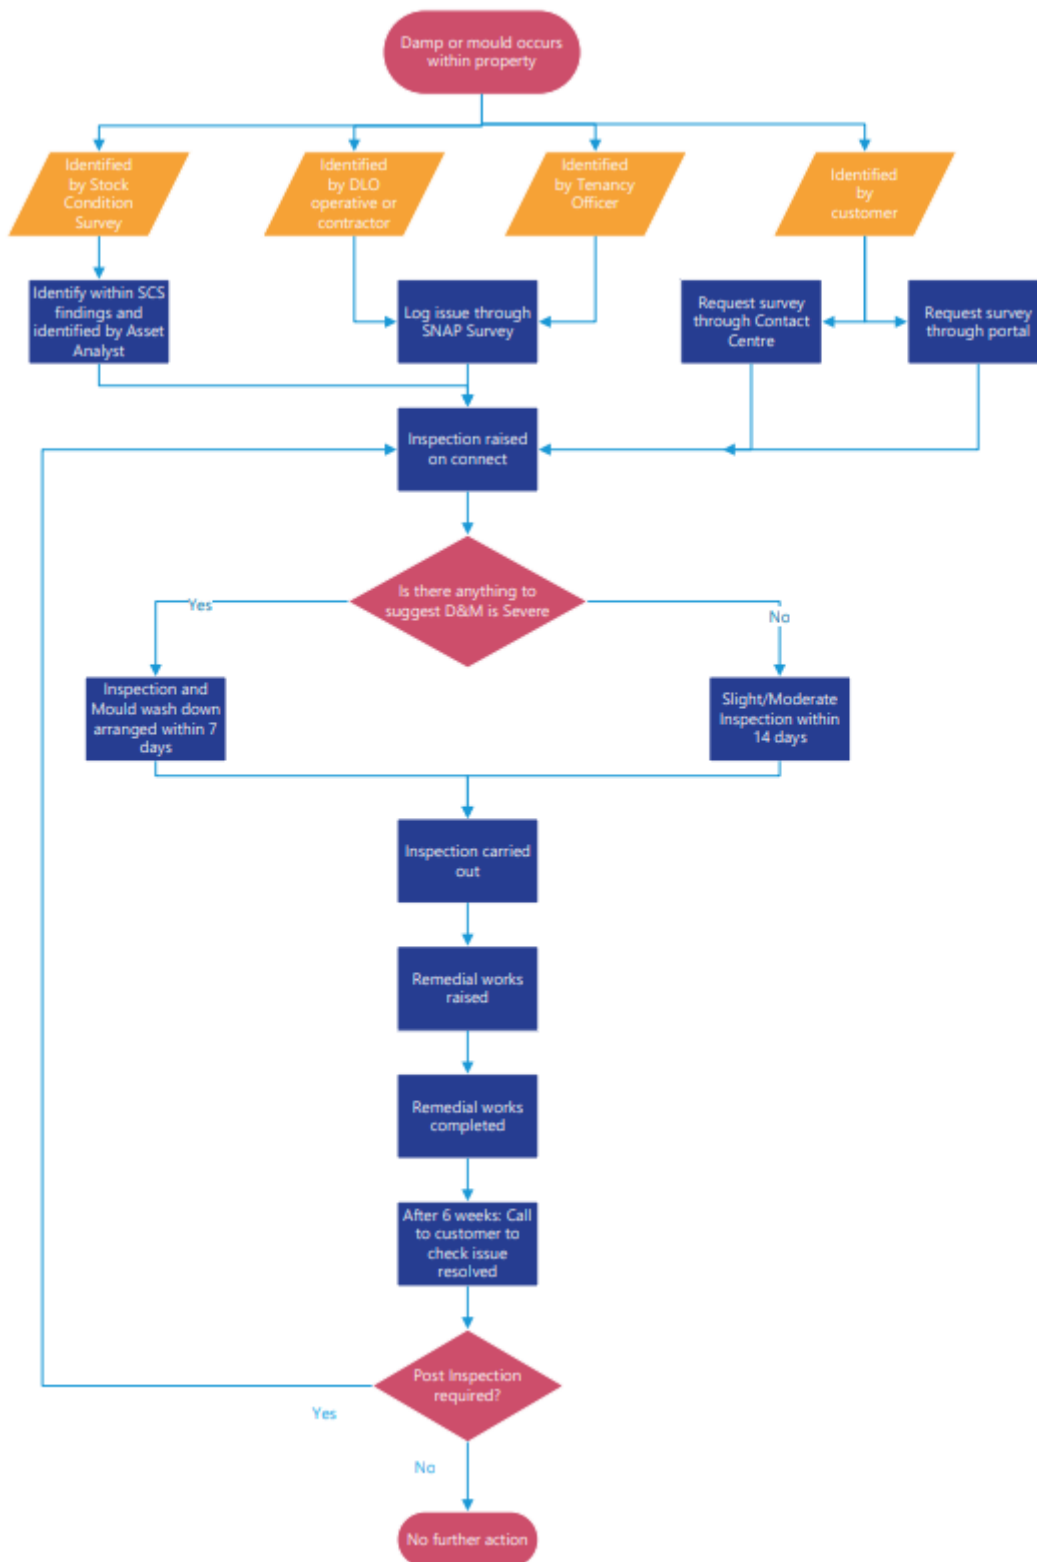 Damp or mould occurs
within property
Identified
by Stock
Condition
Survey
Identified
by DLO
operative or
contractor
Identified
by Tenancy
Officer
Identified
by
customer
Identify within SCS
findings and
identified by Asset
Analyst
Log issue through
SNAP Survey
Request survey
through Contact
Centre
Request survey
through portal
Inspection raised
on connect
Is there anything to
suggest D&M is Severe
Yes
No
Inspection and
Mould wash down
arranged within 7
days
Slight/Moderate
Inspection within
14 days
Inspection carried
out
Remedial works
raised
Remedial works
completed
After 6 weeks: Call
to customer to
check issue
resolved
Post Inspection
required?
Yes
No
No further action